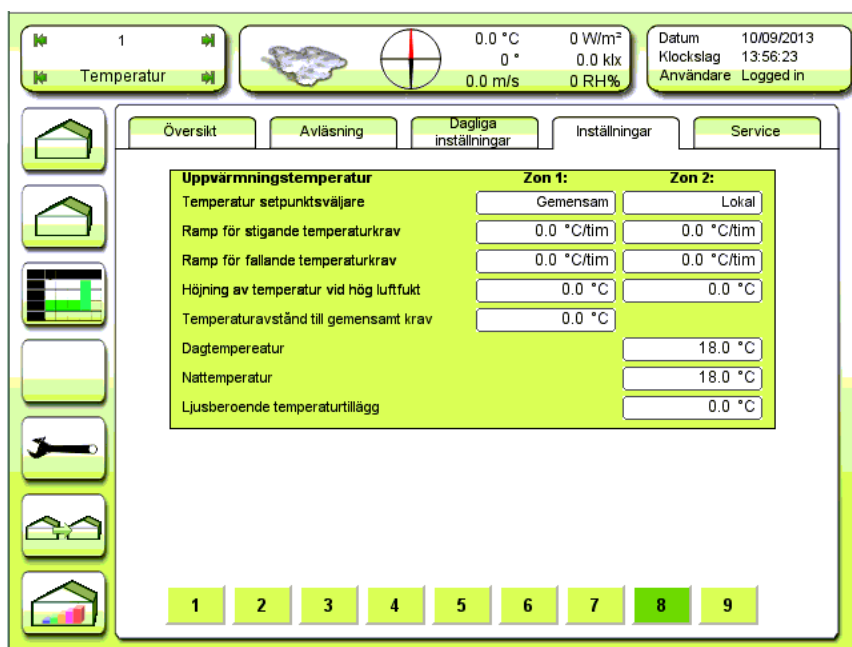 1
Temperatur
0.0 °C 0 W/m²
0 ° 0.0 klx
0.0 m/s 0 RH%
Datum 10/09/2013
Klockslag 13:56:23
Användare Logged in
Översikt
Avläsning
Dagliga
inställningar
Inställningar
Service
Uppvärmningstemperatur Zon 1: Zon 2:
Temperatur setpunktsväljare Gemensam Lokal
Ramp för stigande temperaturkrav 0.0 °C/tim 0.0 °C/tim
Ramp för fallande temperaturkrav 0.0 °C/tim 0.0 °C/tim
Höjning av temperatur vid hög luftfukt 0.0 °C 0.0 °C
Temperaturavstånd till gemensamt krav 0.0 °C
Dagtempereatur 18.0 °C
Nattemperatur 18.0 °C
Ljusberoende temperaturtillägg 0.0 °C
1 2 3 4 5 6 7 8 9